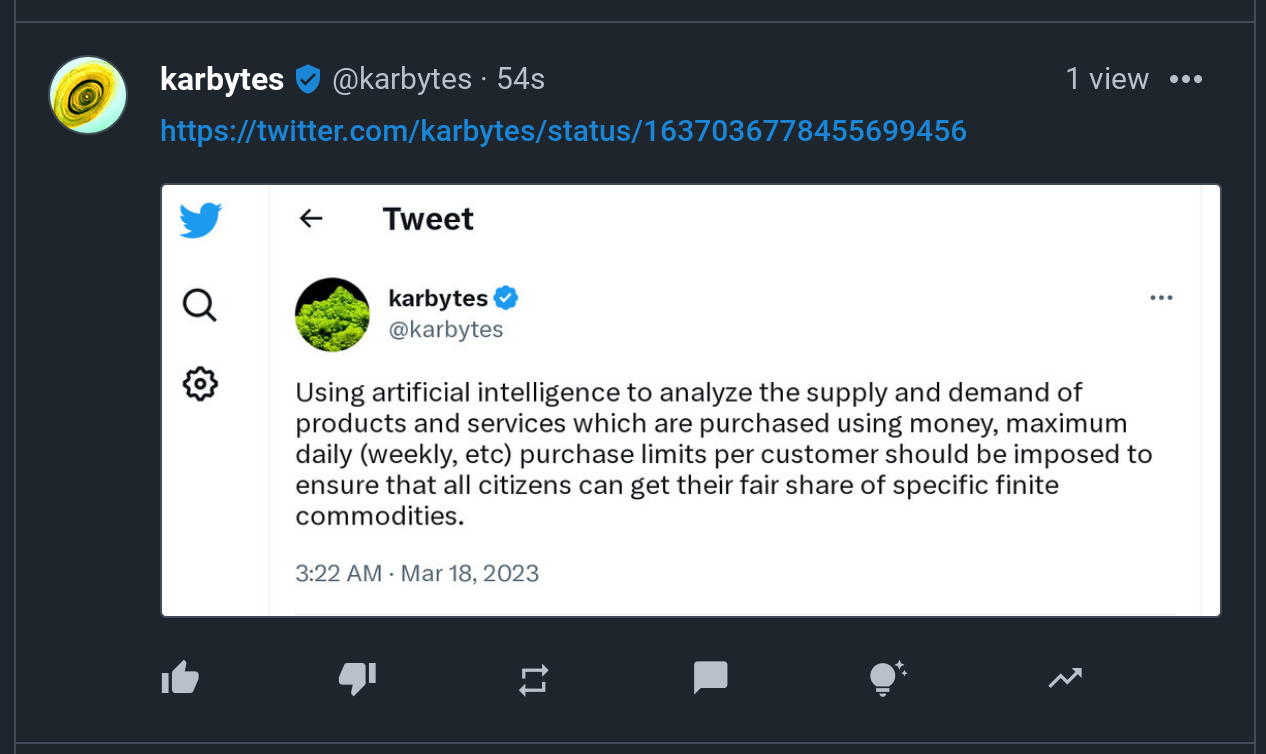 karbytes @karbytes · 54s 1 view
https://twitter.com/karbytes/status/1637036778455699456
Tweet
karbytes
@karbytes
Using artificial intelligence to analyze the supply and demand of
products and services which are purchased using money, maximum
daily (weekly, etc) purchase limits per customer should be imposed to
ensure that all citizens can get their fair share of specific finite
commodities.
3:22 AM · Mar 18, 2023